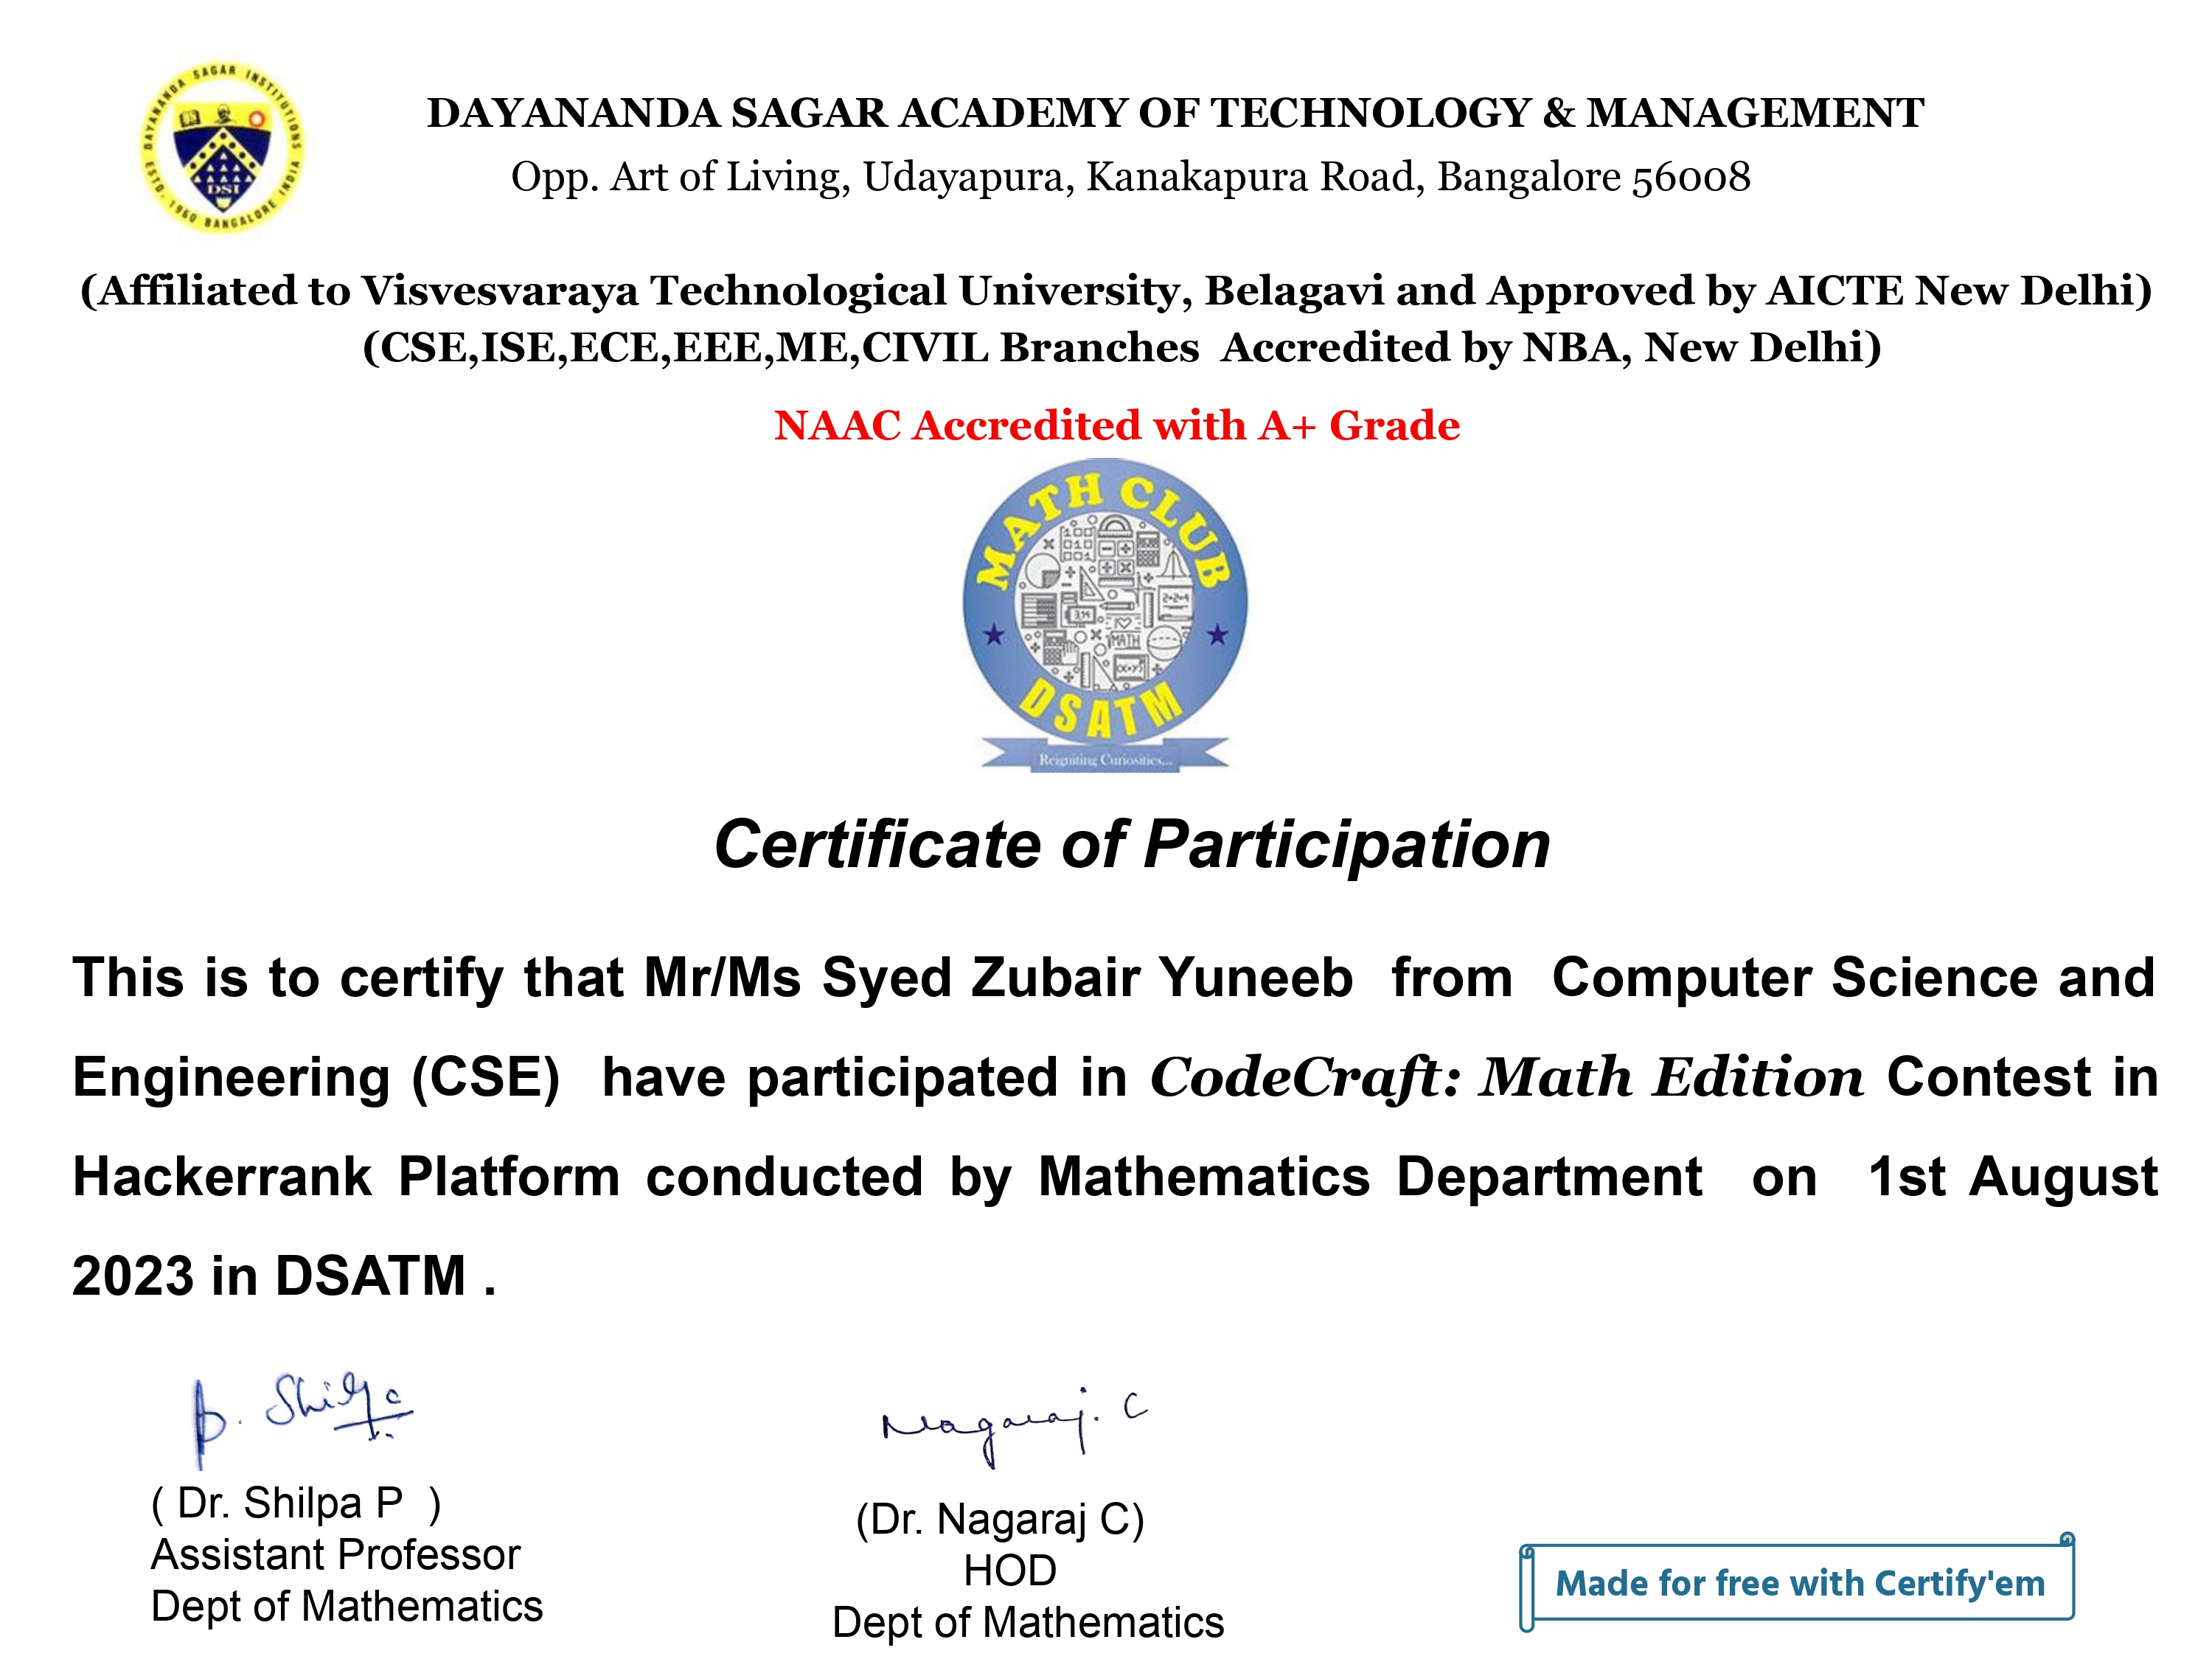 DAYANANDA SAGAR INSTITUTIONS
ESTD. 1960 BANGALORE INDIA
DSI
DAYANANDA SAGAR ACADEMY OF TECHNOLOGY & MANAGEMENT
Opp. Art of Living, Udayapura, Kanakapura Road, Bangalore 56008
(Affiliated to Visvesvaraya Technological University, Belagavi and Approved by AICTE New Delhi)
(CSE,ISE,ECE,EEE,ME,CIVIL Branches Accredited by NBA, New Delhi)
NAAC Accredited with A+ Grade
MATH CLUB
2+2=4
3,14
√MATH
DSATM
Reigniting Curiosities...
Certificate of Participation
This is to certify that Mr/Ms Syed Zubair Yuneeb from Computer Science and
Engineering (CSE) have participated in CodeCraft: Math Edition Contest in
Hackerrank Platform conducted by Mathematics Department on 1st August
2023 in DSATM .
p. Shilpa
Nagaraj. C
( Dr. Shilpa P )
Assistant Professor
Dept of Mathematics
(Dr. Nagaraj C)
HOD
Dept of Mathematics
Made for free with Certify'em